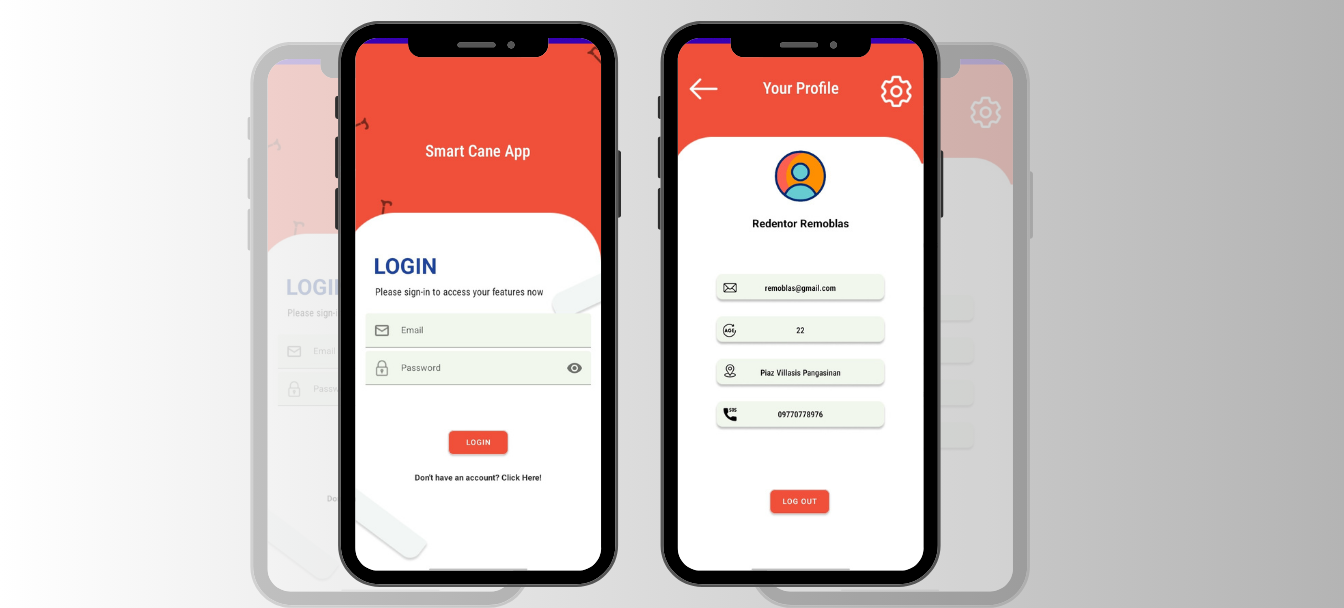 Smart Cane App
LOGIN
Please sign-in to access your features now
Email
Password
LOGIN
Don't have an account? Click Here!
Your Profile
Redentor Remoblas
remoblas@gmail.com
AGE
22
Piaz Villasis Pangasinan
SOS
09770778976
LOG OUT
LOGI
Please sign-i
Email
Passw
Do